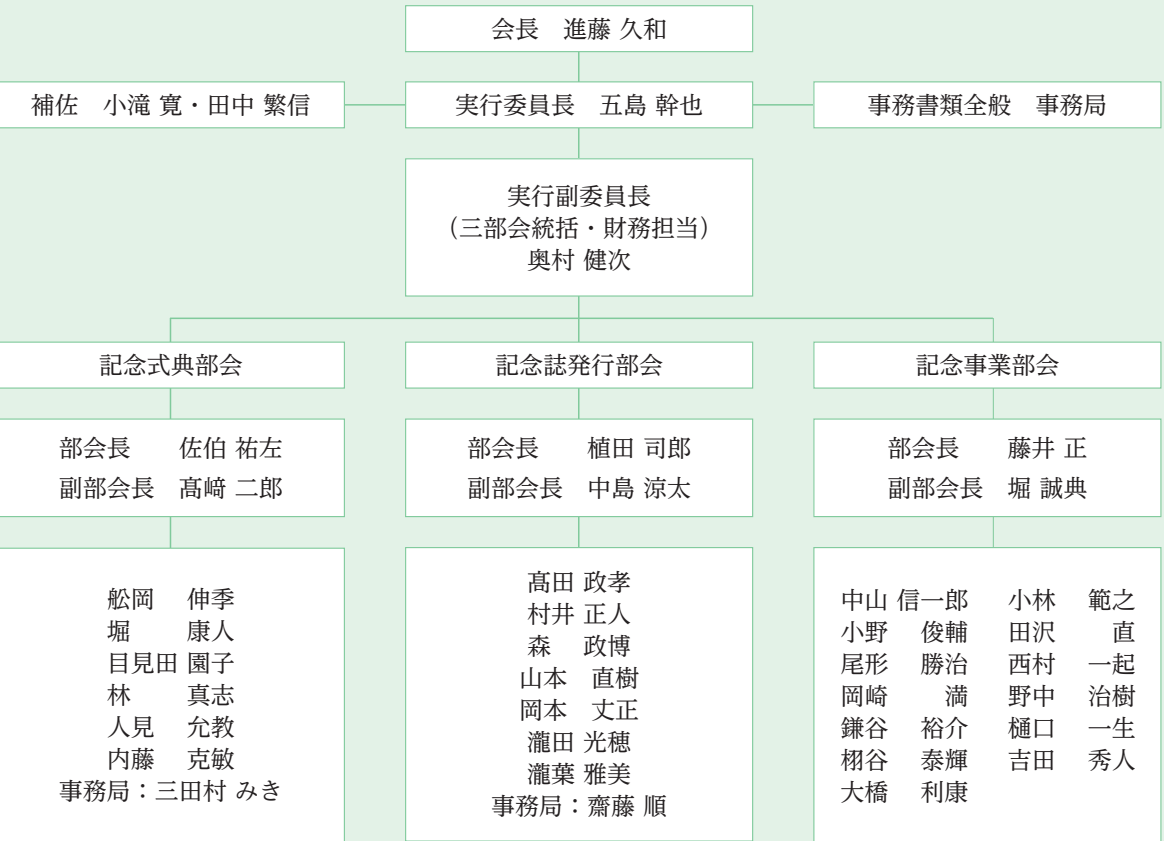 会長　進藤 久和
補佐　小滝 寛・田中 繁信
実行委員長　五島 幹也
事務書類全般　事務局
実行副委員長
（三部会統括・財務担当）
奥村 健次
記念式典部会
部会長　佐伯 祐左
副部会長　髙﨑 二郎
舩岡　伸季
堀　康人
目見田 園子
林　真志
人見　允教
内藤　克敏
事務局：三田村 みき
記念誌発行部会
部会長　植田 司郎
副部会長　中島 涼太
髙田 政孝
村井 正人
森　政博
山本　直樹
岡本　丈正
瀧田 光穂
瀧葉 雅美
事務局：齋藤 順
記念事業部会
部会長　藤井 正
副部会長　堀 誠典
中山 信一郎　小林　範之
小野　俊輔　田沢　直
尾形　勝治　西村　一起
岡崎　満　野中　治樹
鎌谷　裕介　樋口　一生
栩谷　泰輝　吉田　秀人
大橋　利康